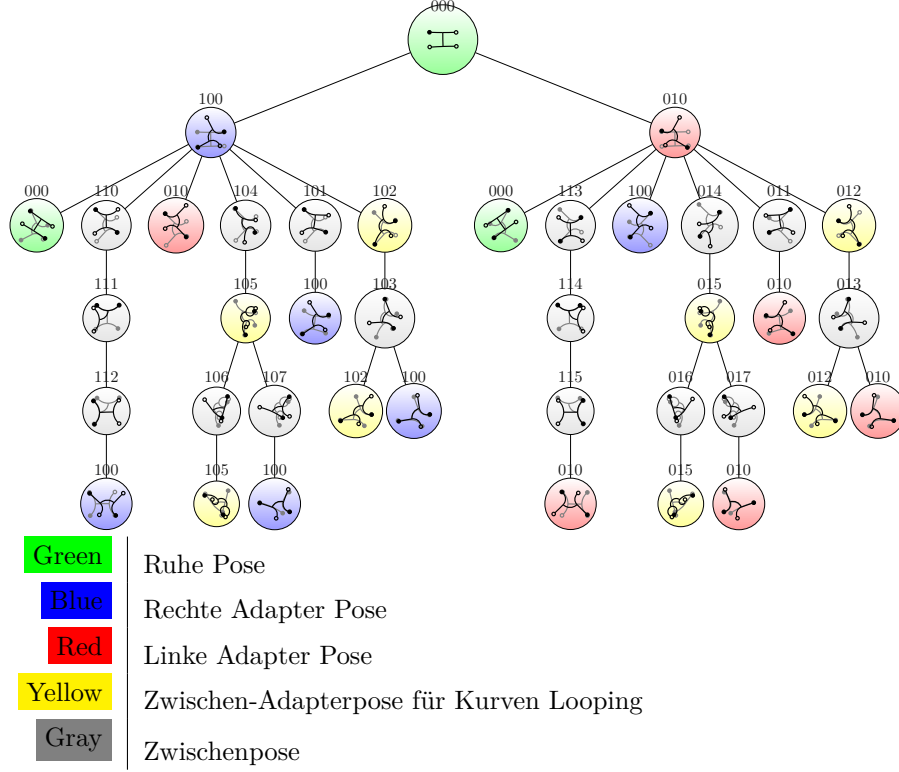 000
100 010
000 110 010 104 101 102 000 113 100 014 011 012
111 105 100 103 114 015 010 013
112 106 107 102 100 115 016 017 012 010
100 105 100 010 015 010
Green Ruhe Pose
Blue Rechte Adapter Pose
Red Linke Adapter Pose
Yellow Zwischen-Adapterpose für Kurven Looping
Gray Zwischenpose